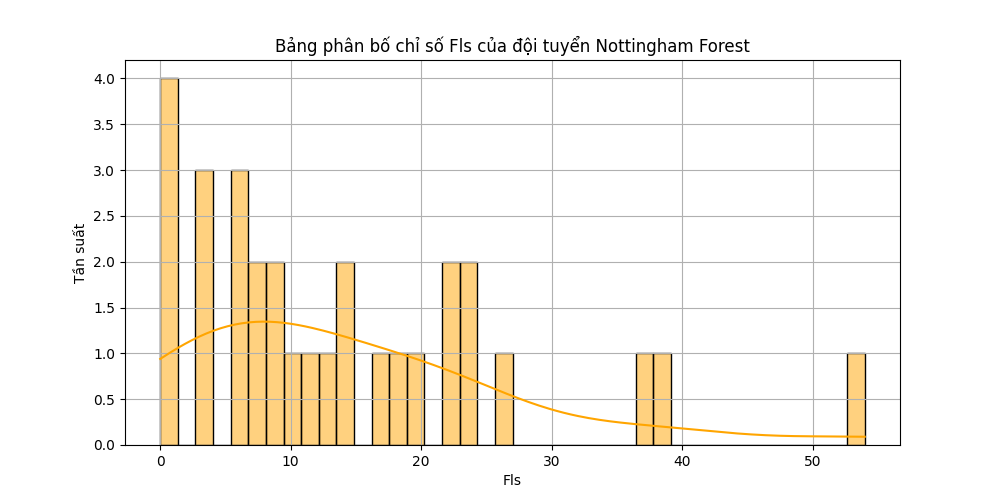 Bảng phân bố chỉ số Fls của đội tuyển Nottingham Forest
4.0
3.5
3.0
2.5
2.0
1.5
1.0
0.5
0.0
Tần suất
0 10 20 30 40 50
Fls